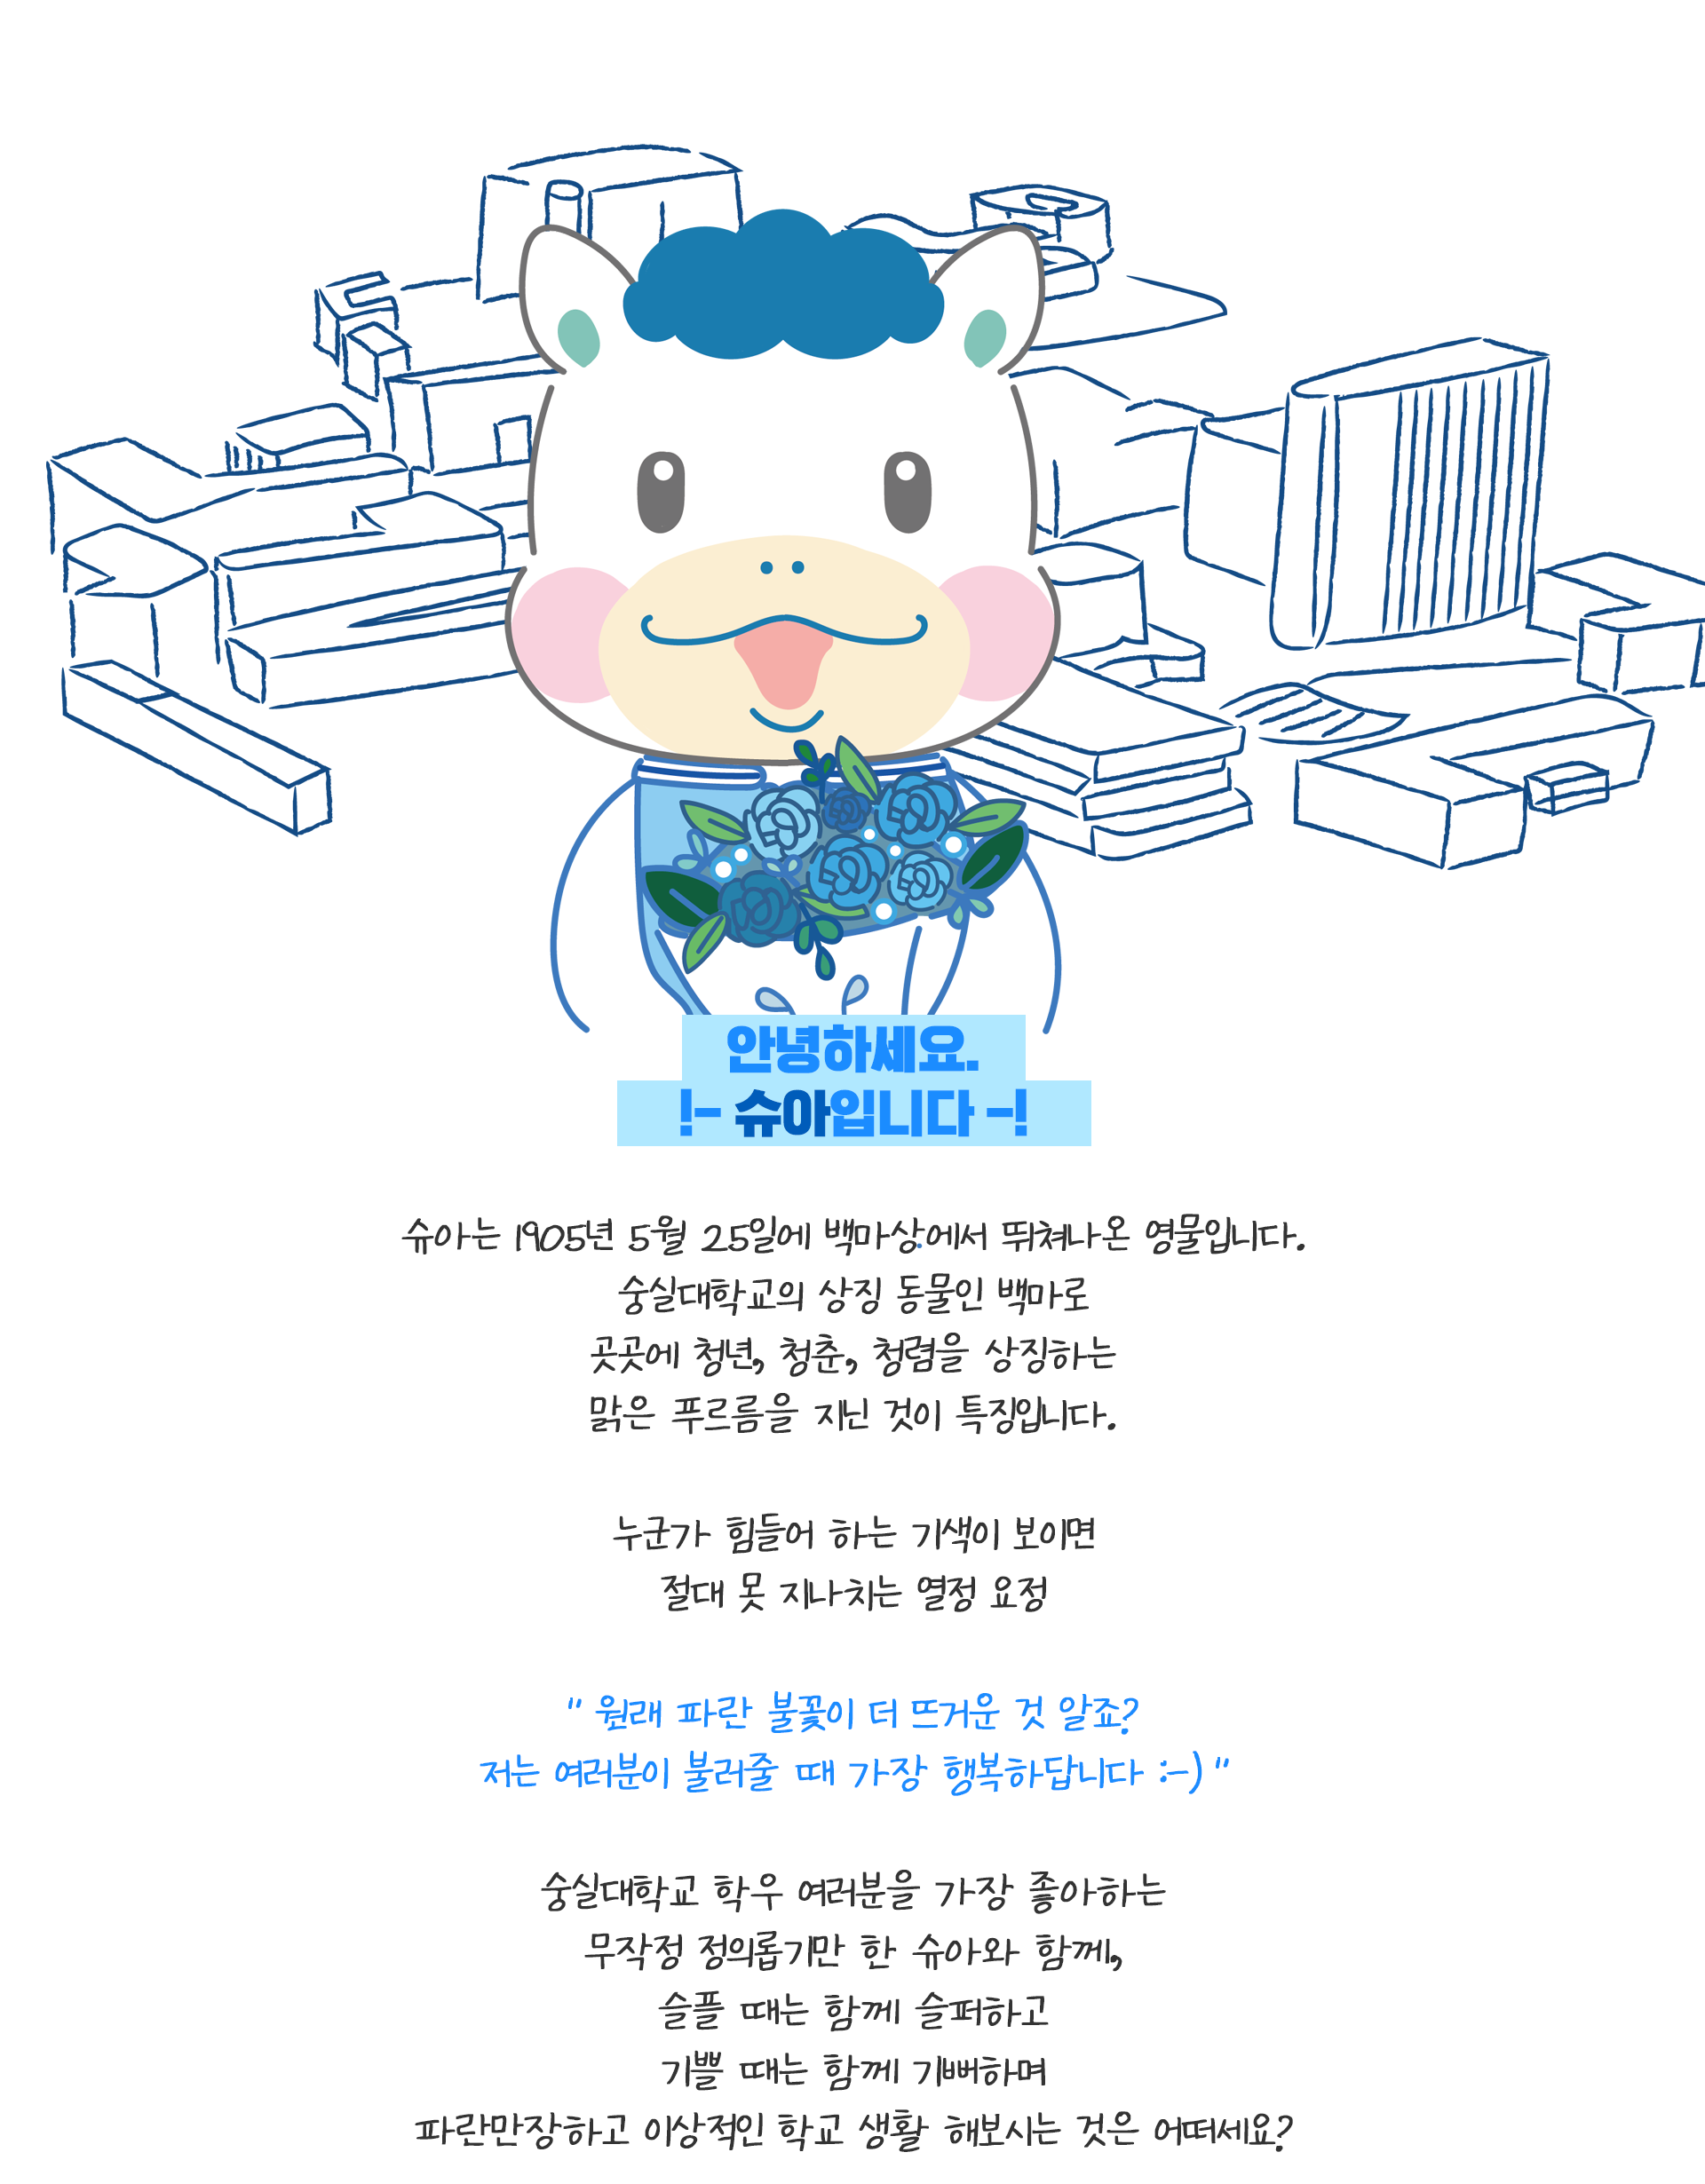 안녕하세요.
!- 슈아입니다 -!
슈아는 1905년 5월 25일에 백마상에서 뛰쳐나온 영물입니다.
숭실대학교의 상징 동물인 백마로
곳곳에 청년, 청춘, 청렴을 상징하는
맑은 푸르름을 지닌 것이 특징입니다.
누군가 힘들어 하는 기색이 보이면
절대 못 지나치는 열정 요정
" 원래 파란 불꽃이 더 뜨거운 것 알죠?
저는 여러분이 불러줄 때 가장 행복하답니다 :-) "
숭실대학교 학우 여러분을 가장 좋아하는
무작정 정의롭기만 한 슈아와 함께,
슬플 때는 함께 슬퍼하고
기쁠 때는 함께 기뻐하며
파란만장하고 이상적인 학교 생활 해보시는 것은 어떠세요?